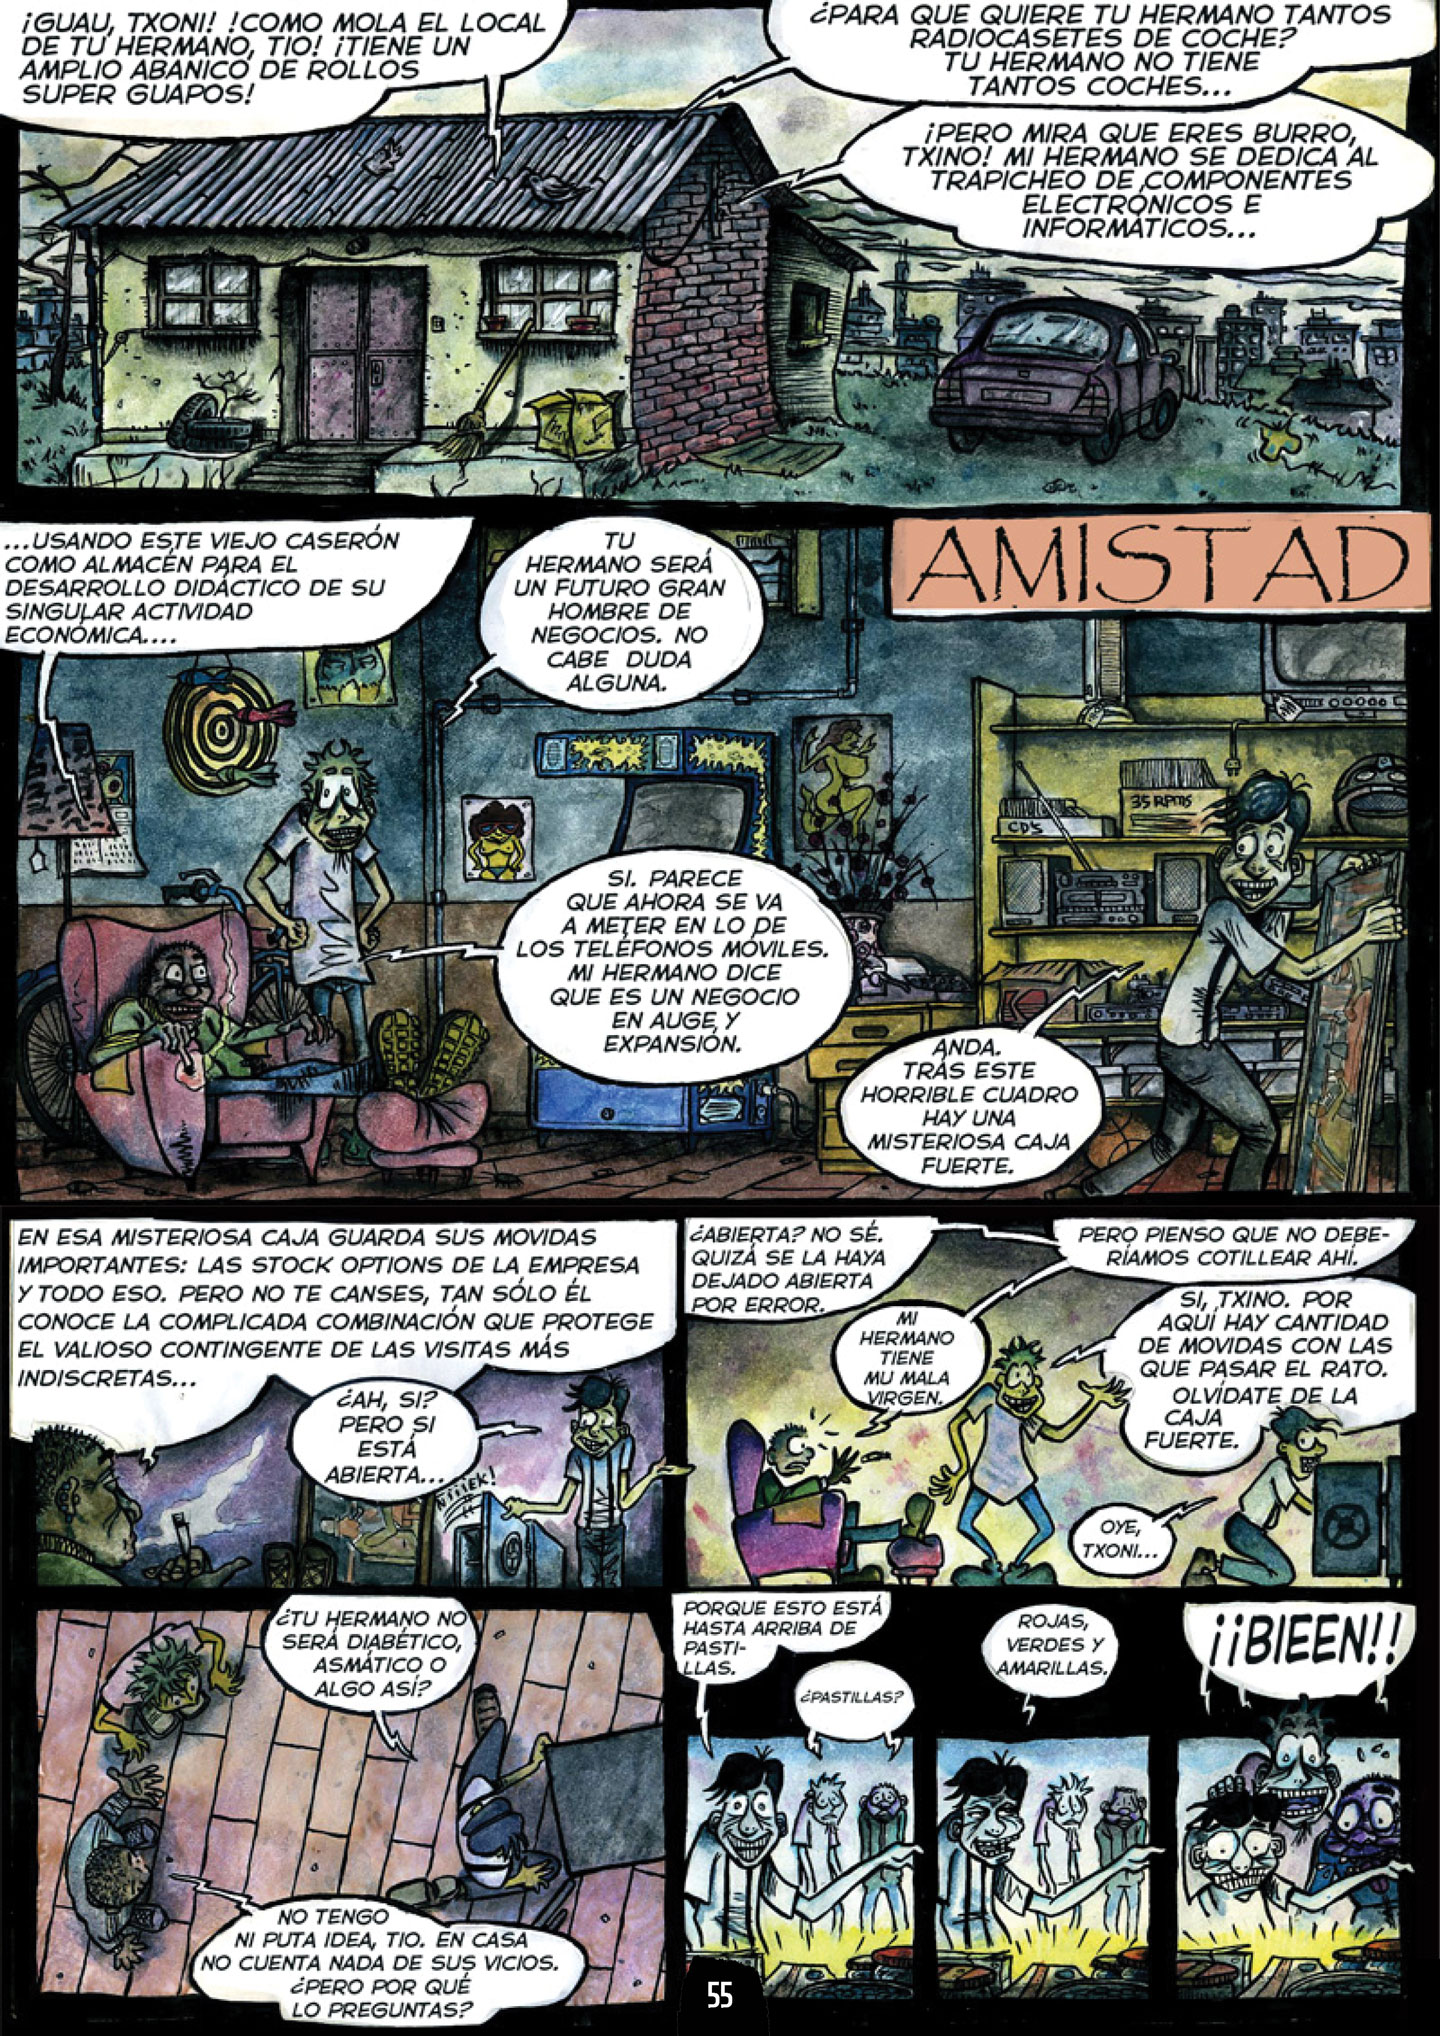 ¡GUAU, TXONI! !COMO MOLA EL LOCAL
DE TU HERMANO, TIO! ¡TIENE UN
AMPLIO ABANICO DE ROLLOS
SUPER GUAPOS!
¿PARA QUE QUIERE TU HERMANO TANTOS
RADIOCASETES DE COCHE?
TU HERMANO NO TIENE
TANTOS COCHES...
¡PERO MIRA QUE ERES BURRO,
TXINO! MI HERMANO SE DEDICA AL
TRAPICHEO DE COMPONENTES
ELECTRÓNICOS E
INFORMÁTICOS...
...USANDO ESTE VIEJO CASERÓN
COMO ALMACÉN PARA EL
DESARROLLO DIDÁCTICO DE SU
SINGULAR ACTIVIDAD
ECONÓMICA....
TU
HERMANO SERÁ
UN FUTURO GRAN
HOMBRE DE
NEGOCIOS. NO
CABE DUDA
ALGUNA.
AMISTAD
35 RPMS
CD'S
SI. PARECE
QUE AHORA SE VA
A METER EN LO DE
LOS TELÉFONOS MÓVILES.
MI HERMANO DICE
QUE ES UN NEGOCIO
EN AUGE Y
EXPANSIÓN.
ANDA.
TRÁS ESTE
HORRIBLE CUADRO
HAY UNA
MISTERIOSA CAJA
FUERTE.
EN ESA MISTERIOSA CAJA GUARDA SUS MOVIDAS
IMPORTANTES: LAS STOCK OPTIONS DE LA EMPRESA
Y TODO ESO. PERO NO TE CANSES, TAN SÓLO ÉL
CONOCE LA COMPLICADA COMBINACIÓN QUE PROTEGE
EL VALIOSO CONTINGENTE DE LAS VISITAS MÁS
INDISCRETAS...
¿AH, SI?
PERO SI
ESTÁ
ABIERTA...
ÑIIIEK!
¿ABIERTA? NO SÉ.
QUIZÁ SE LA HAYA
DEJADO ABIERTA
POR ERROR.
PERO PIENSO QUE NO DEBE-
RÍAMOS COTILLEAR AHÍ.
MI
HERMANO
TIENE
MU MALA
VIRGEN.
SI, TXINO. POR
AQUÍ HAY CANTIDAD
DE MOVIDAS CON LAS
QUE PASAR EL RATO.
OLVÍDATE DE LA
CAJA
FUERTE.
OYE,
TXONI...
¿TU HERMANO NO
SERÁ DIABÉTICO,
ASMÁTICO O
ALGO ASÍ?
NO TENGO
NI PUTA IDEA, TIO. EN CASA
NO CUENTA NADA DE SUS VICIOS.
¿PERO POR QUÉ
LO PREGUNTAS?
PORQUE ESTO ESTÁ
HASTA ARRIBA DE
PASTI-
LLAS.
¿PASTILLAS?
ROJAS,
VERDES Y
AMARILLAS.
¡¡BIEEN!!
55